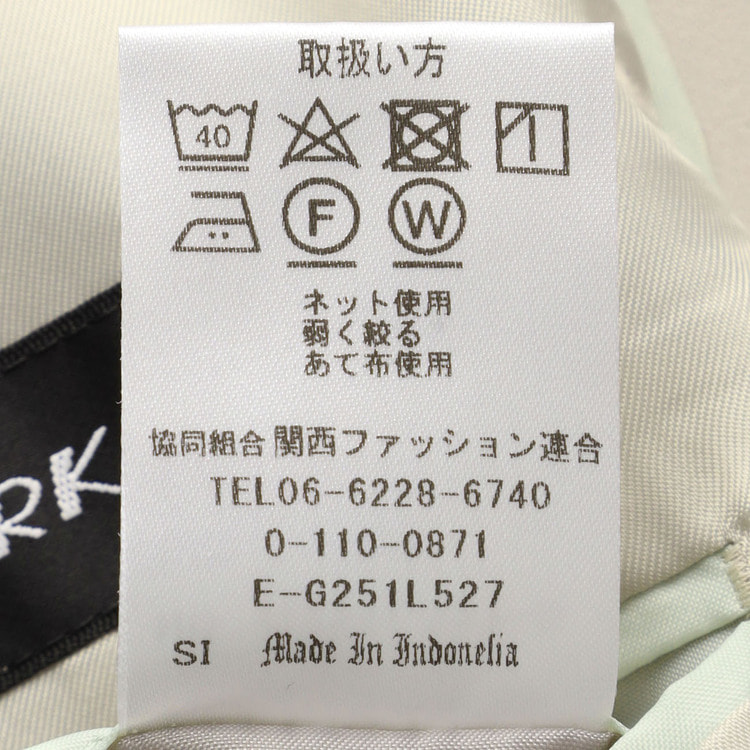 取扱い方
40
F W
ネット使用
弱く絞る
あて布使用
協同組合 関西ファッション連合
TEL06-6228-6740
0-110-0871
E-G251L527
SI Made In Indonesia
RK